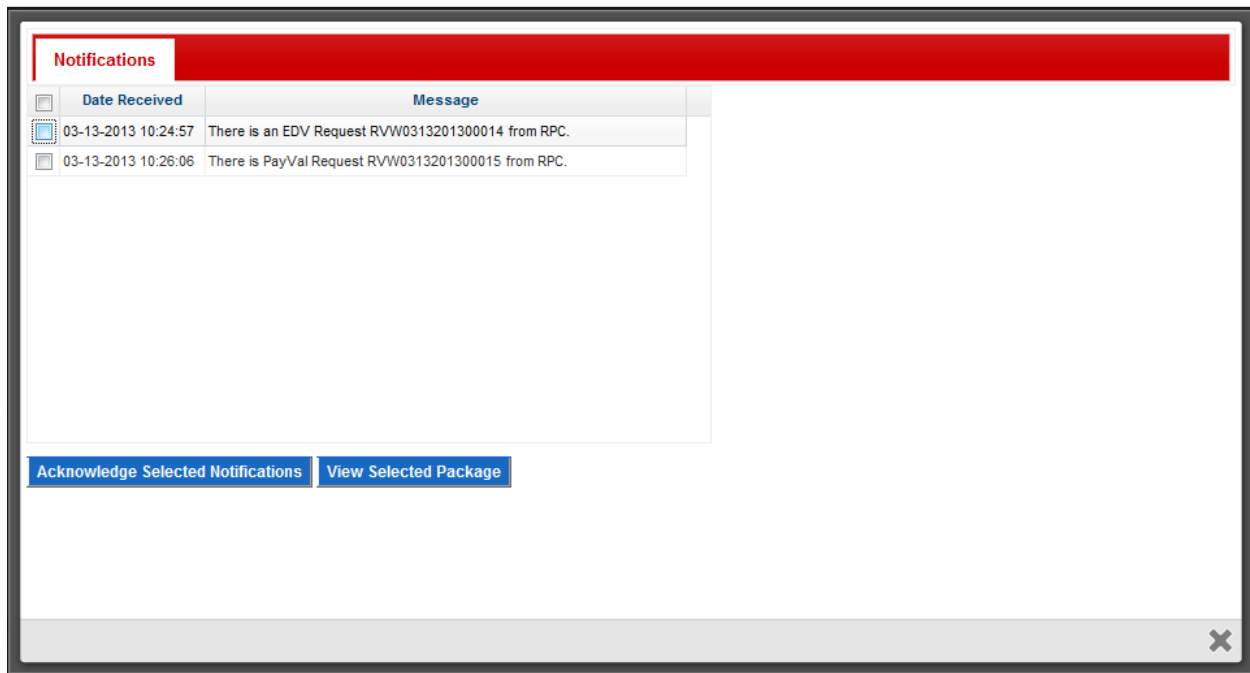 Notifications
Date Received Message
03-13-2013 10:24:57 There is an EDV Request RVW0313201300014 from RPC.
03-13-2013 10:26:06 There is PayVal Request RVW0313201300015 from RPC.
Acknowledge Selected Notifications View Selected Package